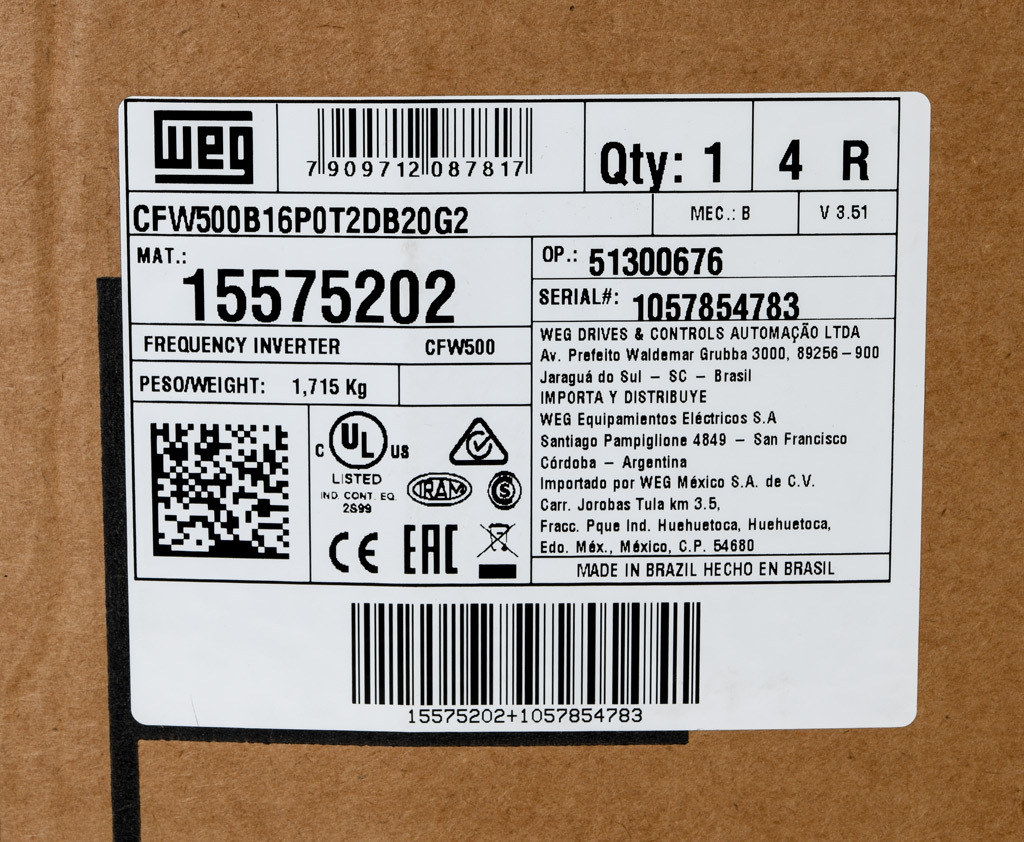 weg
7 909712 087817
Qty: 1
4 R
CFW500B16P0T2DB20G2
MEC.: B
V 3.51
MAT.:
15575202
OP.: 51300676
SERIAL#: 1057854783
FREQUENCY INVERTER CFW500
PESO/WEIGHT: 1,715 Kg
WEG DRIVES & CONTROLS AUTOMAÇÃO LTDA
Av. Prefeito Waldemar Grubba 3000, 89256-900
Jaraguá do Sul - SC - Brasil
IMPORTA Y DISTRIBUYE
WEG Equipamientos Eléctricos S.A
Santiago Pampiglione 4849 - San Francisco
Córdoba - Argentina
Importado por WEG México S.A. de C.V.
Carr. Jorobas Tula km 3.5,
Fracc. Pque Ind. Huehuetoca, Huehuetoca,
Edo. Méx., México, C.P. 54680
MADE IN BRAZIL HECHO EN BRASIL
C UL US
LISTED
IND. CONT. EQ.
2S99
IRAM
S
CE EAC
15575202+1057854783